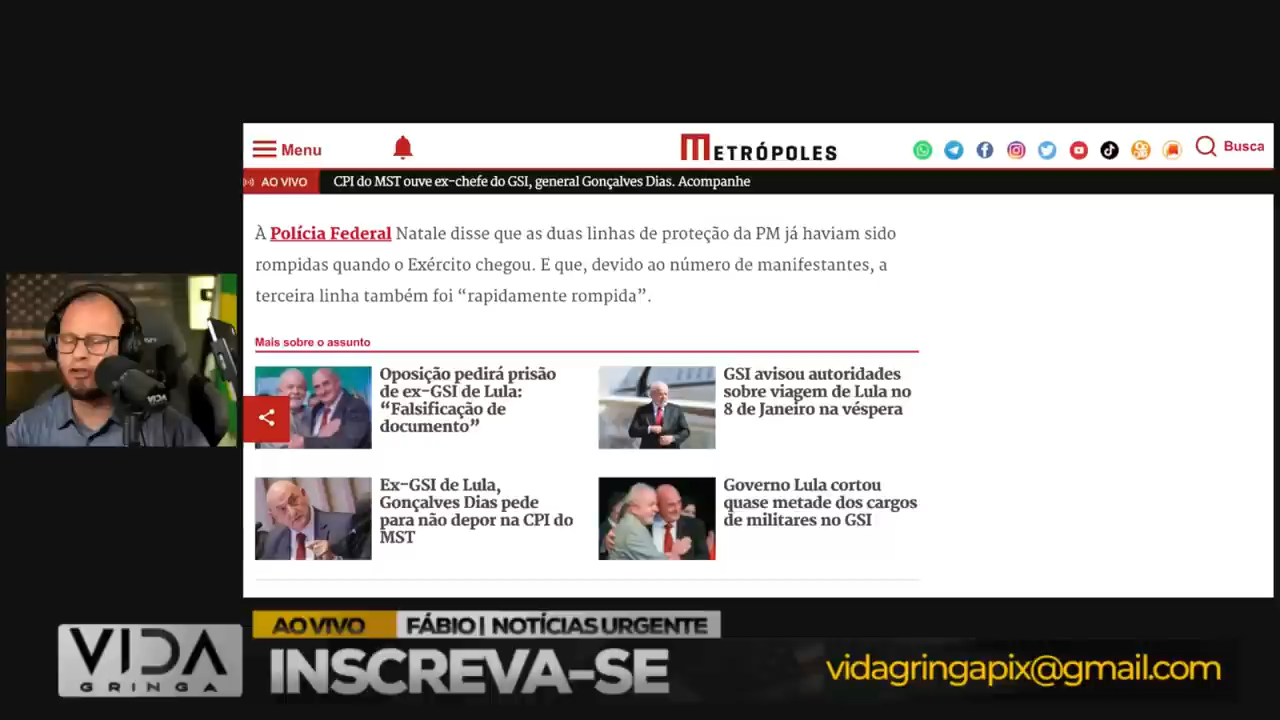 Menu
METRÓPOLES
Busca
AO VIVO
CPI do MST ouve ex-chefe do GSI, general Gonçalves Dias. Acompanhe
À Polícia Federal Natale disse que as duas linhas de proteção da PM já haviam sido
rompidas quando o Exército chegou. E que, devido ao número de manifestantes, a
terceira linha também foi “rapidamente rompida”.
Mais sobre o assunto
Oposição pedirá prisão
de ex-GSI de Lula:
“Falsificação de
documento”
GSI avisou autoridades
sobre viagem de Lula no
8 de Janeiro na véspera
Ex-GSI de Lula,
Gonçalves Dias pede
para não depor na CPI do
MST
Governo Lula cortou
quase metade dos cargos
de militares no GSI
AO VIVO
FÁBIO | NOTÍCIAS URGENTE
VIDA
GRINGA
INSCREVA-SE
vidagringapix@gmail.com